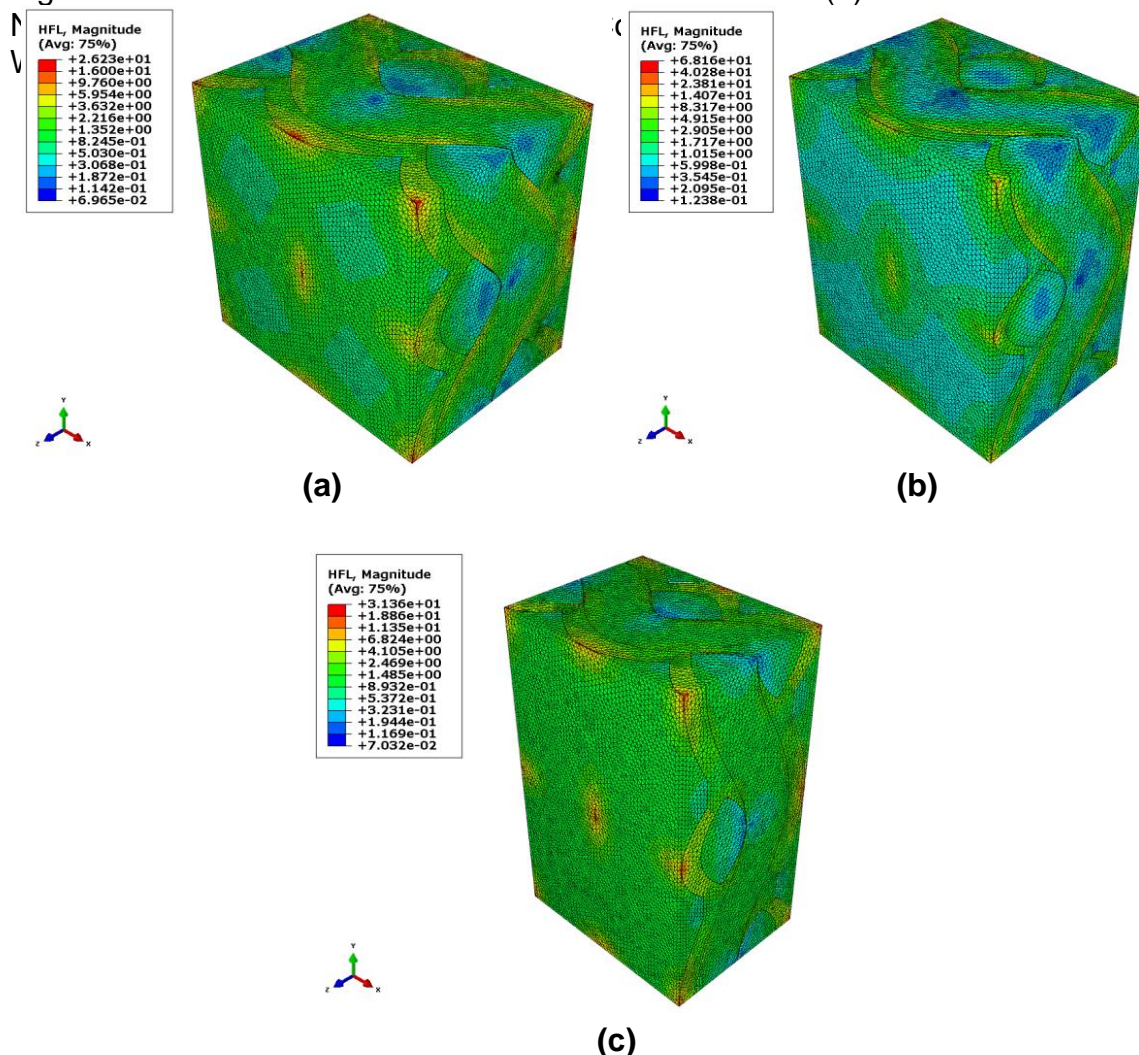 HFL, Magnitude
(Avg: 75%)
+2.623e+01
+1.600e+01
+9.760e+00
+5.954e+00
+3.632e+00
+2.216e+00
+1.352e+00
+8.245e-01
+5.030e-01
+3.068e-01
+1.872e-01
+1.142e-01
+6.965e-02
Y
Z
X
(a)
HFL, Magnitude
(Avg: 75%)
+6.816e+01
+4.028e+01
+2.381e+01
+1.407e+01
+8.317e+00
+4.915e+00
+2.905e+00
+1.717e+00
+1.015e+00
+5.998e-01
+3.545e-01
+2.095e-01
+1.238e-01
Y
Z
X
(b)
HFL, Magnitude
(Avg: 75%)
+3.136e+01
+1.886e+01
+1.135e+01
+6.824e+00
+4.105e+00
+2.469e+00
+1.485e+00
+8.932e-01
+5.372e-01
+3.231e-01
+1.944e-01
+1.169e-01
+7.032e-02
Y
Z
X
(c)